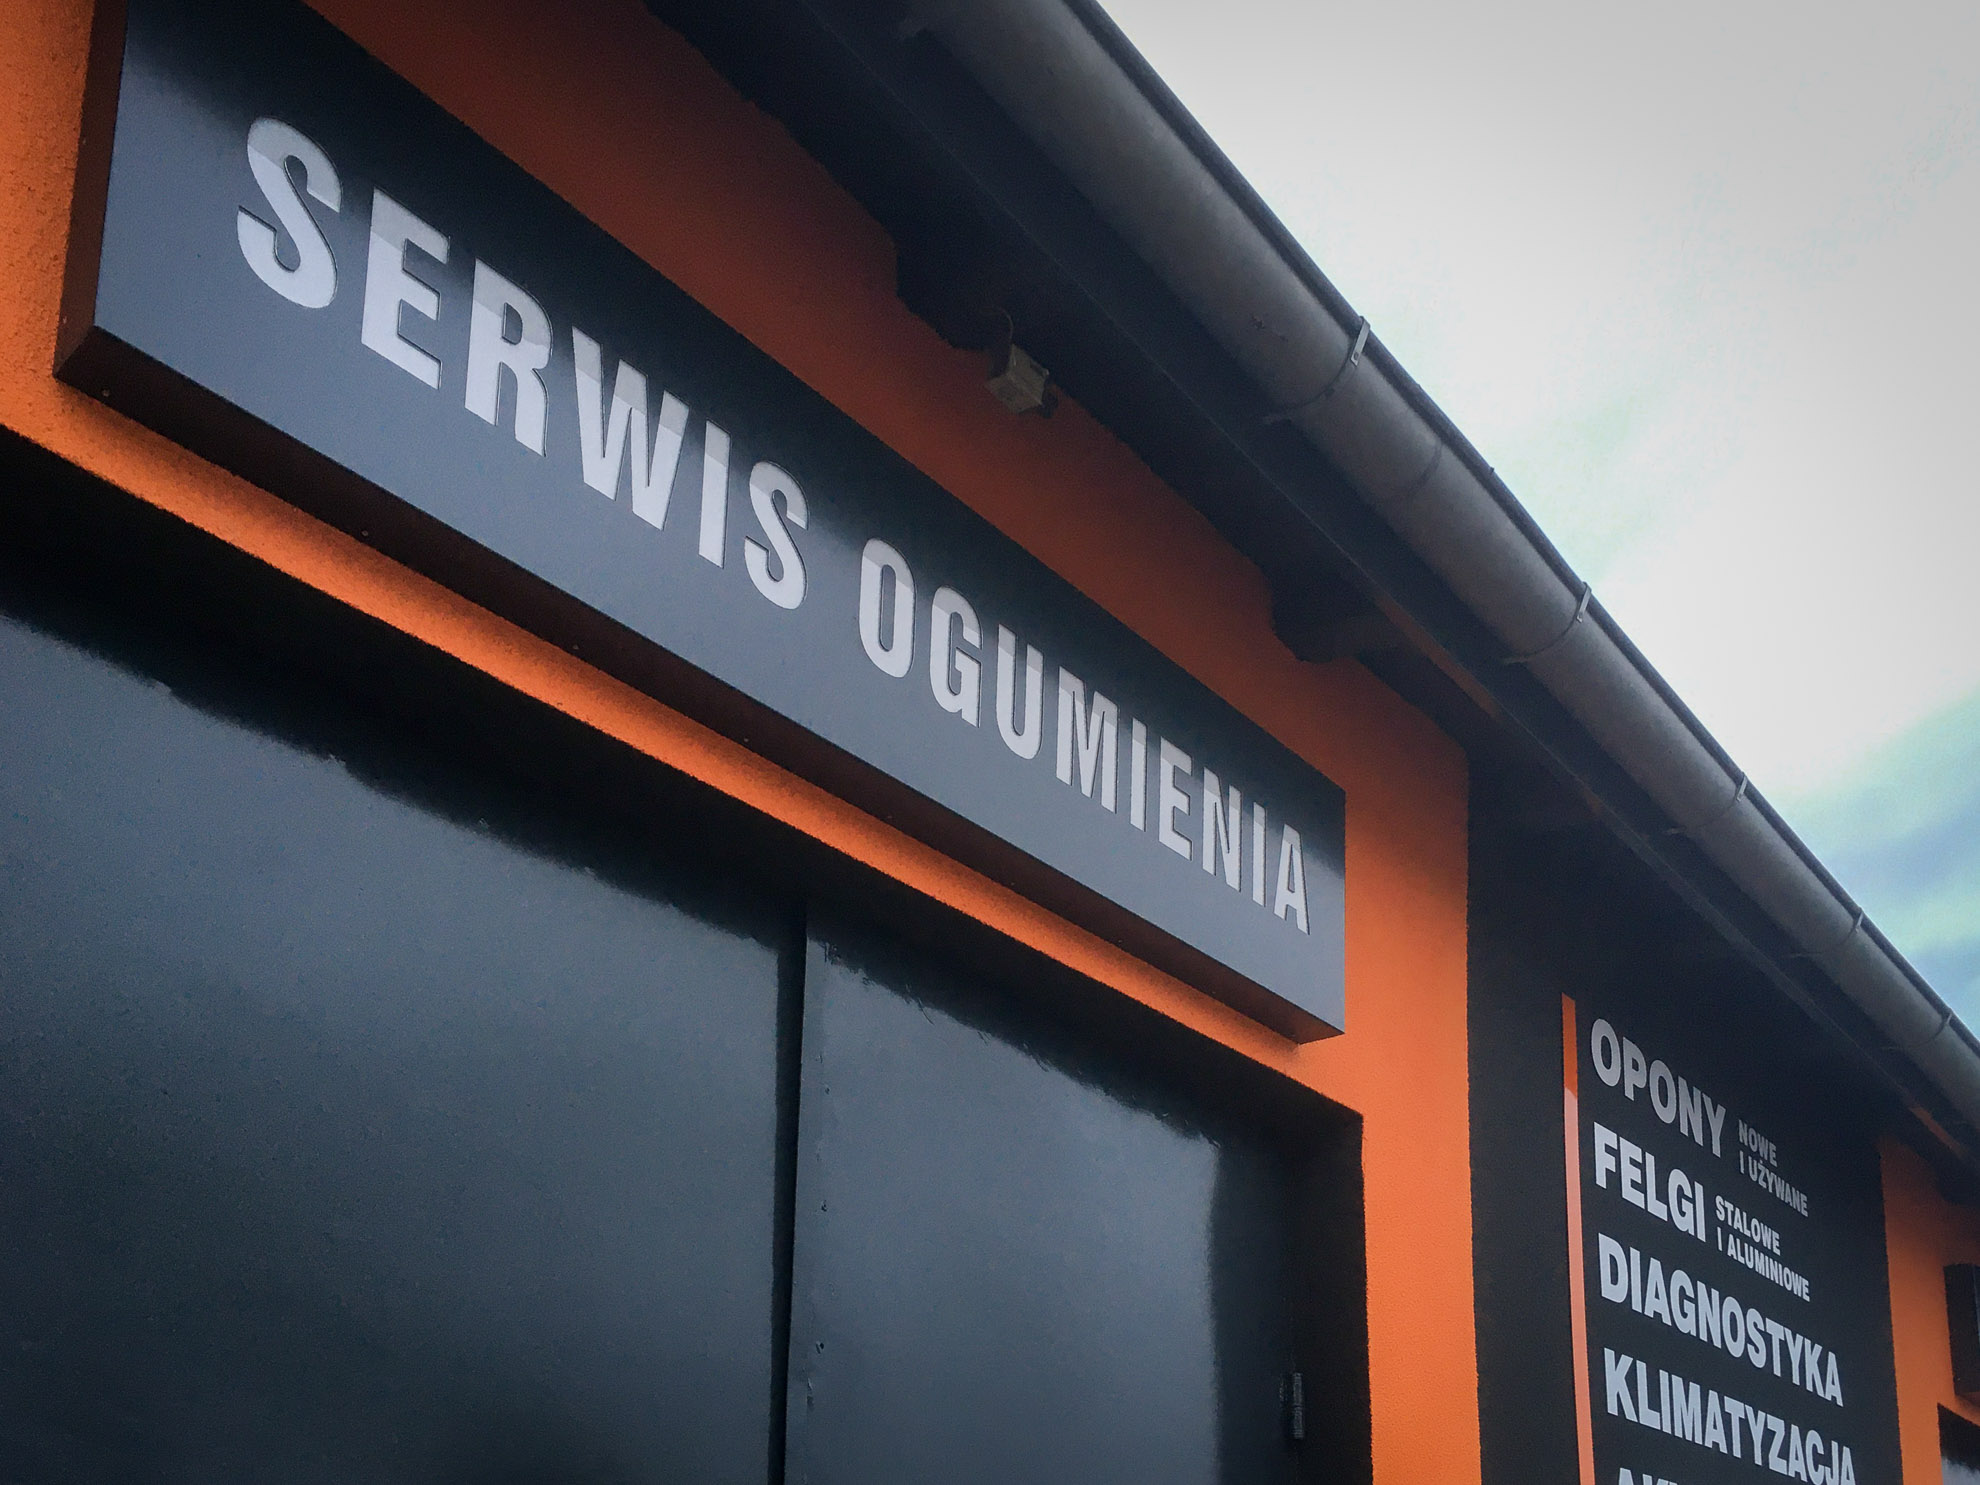 SERWIS OGUMIENIA
OPONY NOWE
I UŻYWANE
FELGI STALOWE
I ALUMINIOWE
DIAGNOSTYKA
KLIMATYZACJA